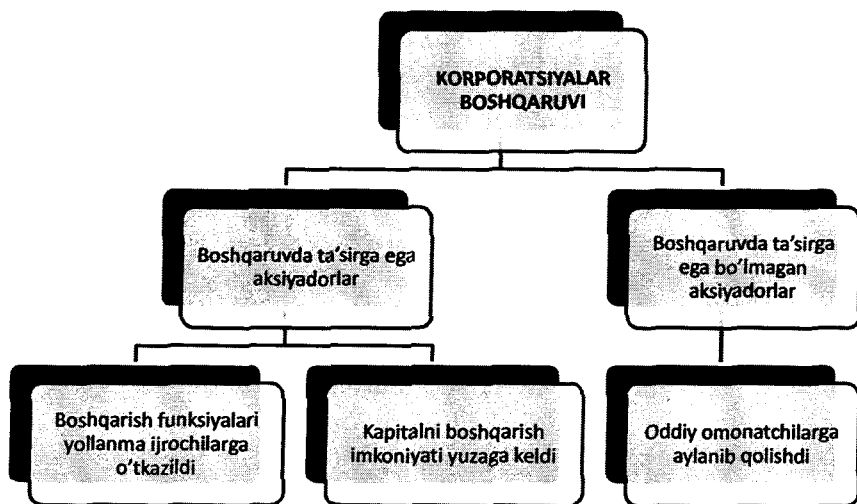 KORPORATSIYALAR
BOSHQARUVI
Boshqaruvda ta'sirga ega
aksiyadorlar
Boshqaruvda ta'sirga
ega bo'lmagan
aksiyadorlar
Boshqarish funksiyalari
yollanma ijrochilarga
o'tkazildi
Kapitalni boshqarish
imkoniyati yuzaga keldi
Oddiy omonatchilarga
aylanib qolishdi